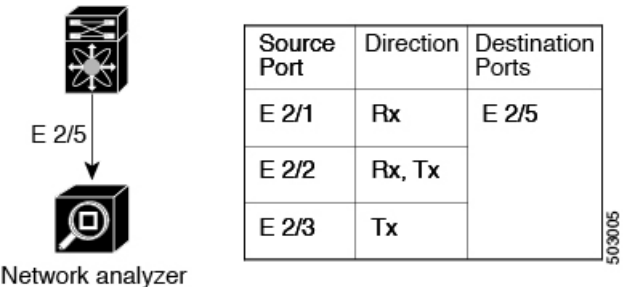 E 2/5
Network analyzer
Source Direction Destination
Port Ports
E 2/1 Rx E 2/5
E 2/2 Rx, Tx
E 2/3 Tx
503005